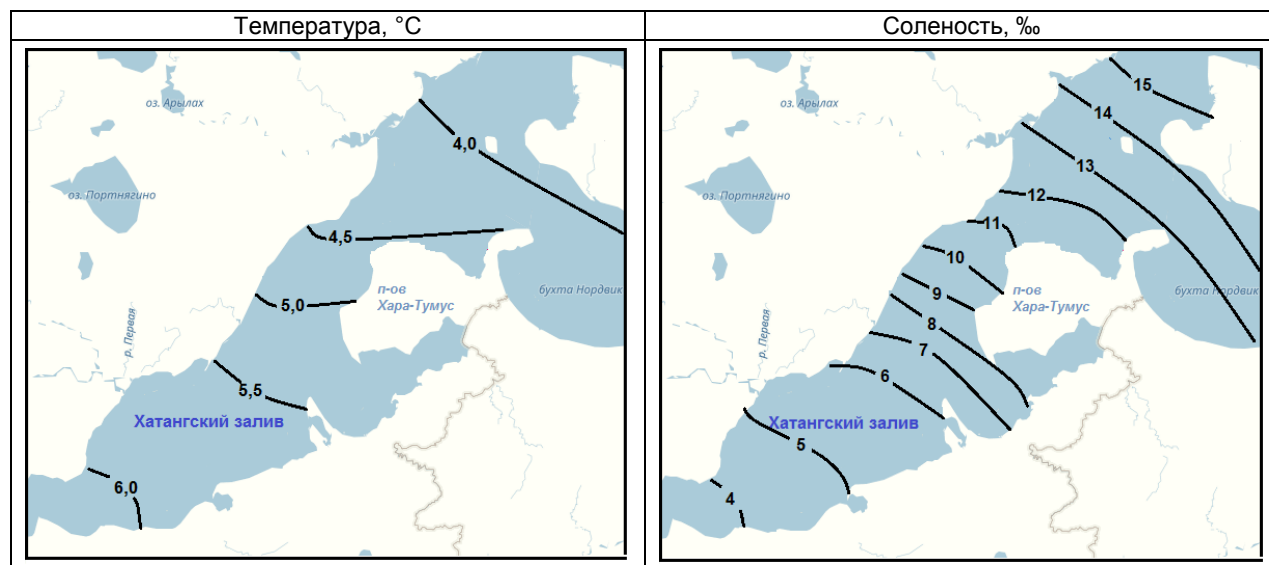 Температура, °С
Соленость, ‰
оз. Арылах
4,0
оз. Портнягино
4,5
п-ов
Хара-Тумус
бухта Нордвик
5,0
р. Первая
5,5
Хатангский залив
6,0
15
оз. Арылах
14
13
оз. Портнягино
12
11
10
п-ов
Хара-Тумус
бухта Нордвик
9
8
р. Первая
7
6
Хатангский залив
5
4